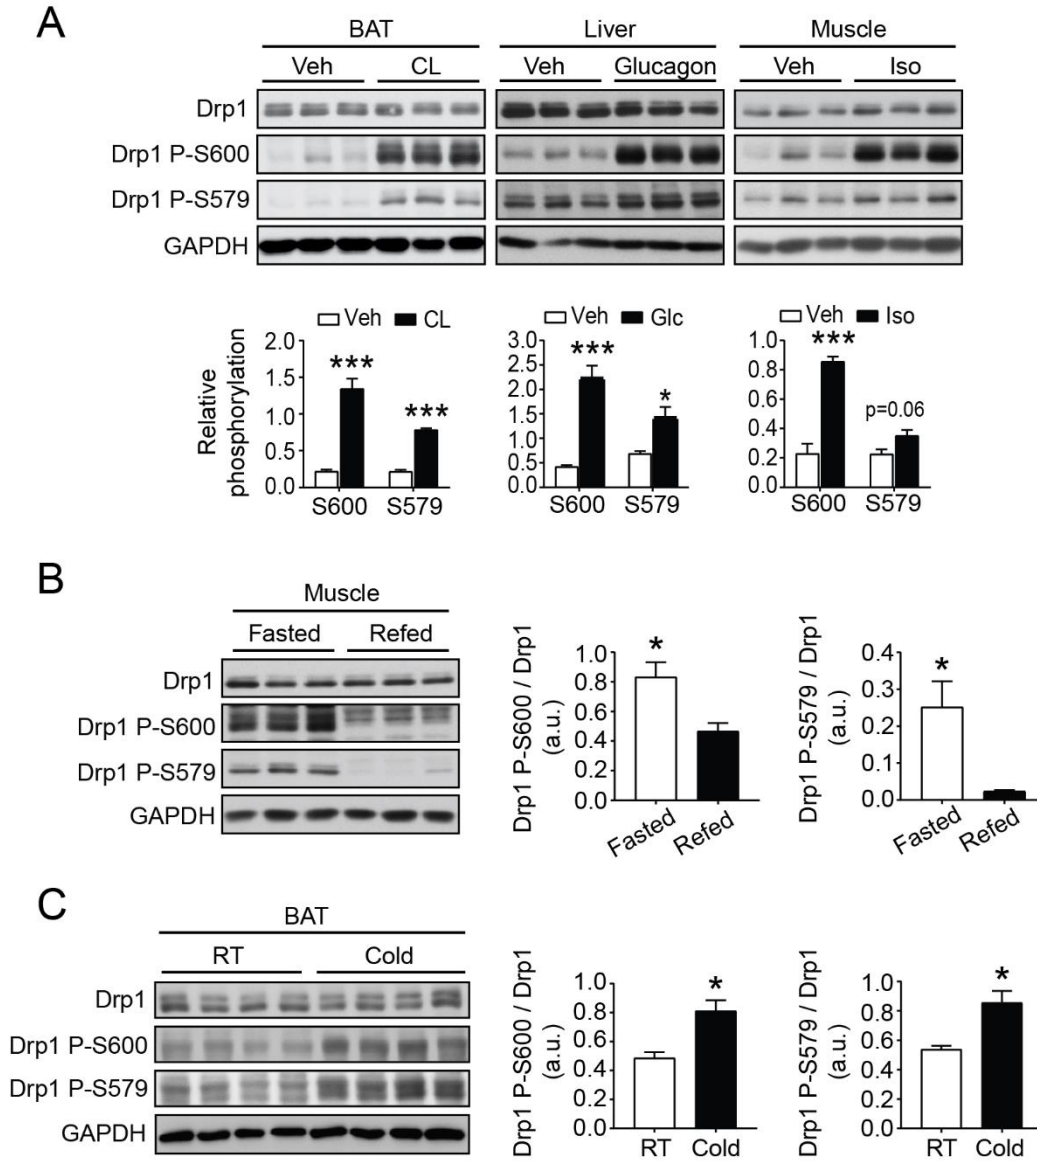 A
BAT Liver Muscle
Veh CL Veh Glucagon Veh Iso
Drp1
Drp1 P-S600
Drp1 P-S579
GAPDH
Veh CL Veh Glc Veh Iso
Relative phosphorylation
2.0
1.5
1.0
0.5
0.0
*** ***
S600 S579
3.0
2.5
2.0
1.5
1.0
0.5
0.0
*** *
S600 S579
1.0
0.8
0.6
0.4
0.2
0.0
*** p=0.06
S600 S579
B
Muscle
Fasted Refed
Drp1
Drp1 P-S600
Drp1 P-S579
GAPDH
Drp1 P-S600 / Drp1
(a.u.)
1.0
0.8
0.6
0.4
0.2
0.0
*
Fasted Refed
Drp1 P-S579 / Drp1
(a.u.)
0.4
0.3
0.2
0.1
0.0
*
Fasted Refed
C
BAT
RT Cold
Drp1
Drp1 P-S600
Drp1 P-S579
GAPDH
Drp1 P-S600 / Drp1
(a.u.)
1.0
0.8
0.6
0.4
0.2
0.0
*
RT Cold
Drp1 P-S579 / Drp1
(a.u.)
1.0
0.8
0.6
0.4
0.2
0.0
*
RT Cold